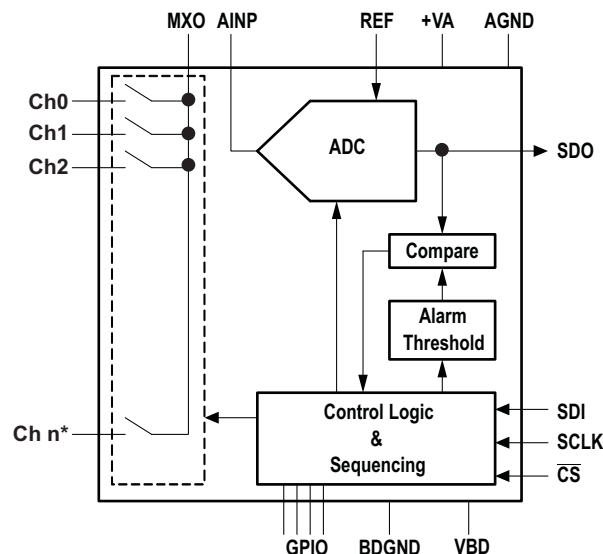 MXO AINP REF +VA AGND
Ch0
Ch1
Ch2
ADC
SDO
Compare
Alarm
Threshold
Control Logic
&
Sequencing
SDI
SCLK
CS
Ch n*
GPIO BDGND VBD